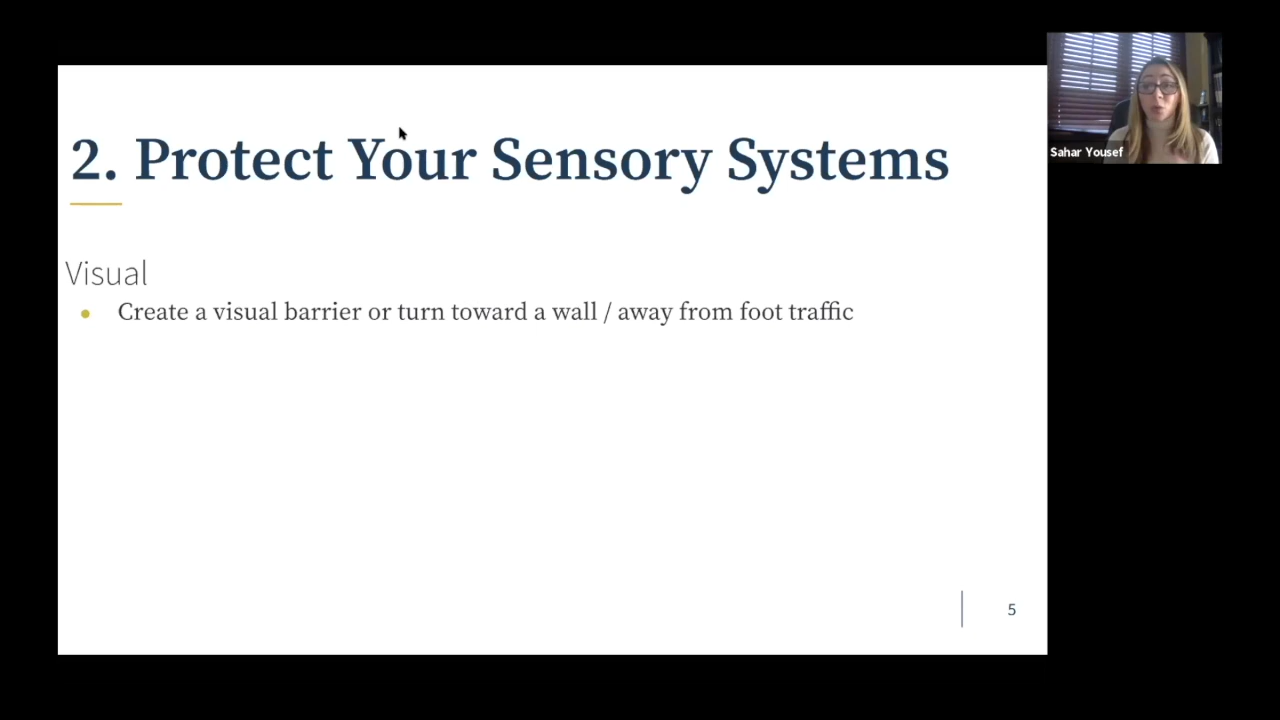 2. Protect Your Sensory Systems
Visual
• Create a visual barrier or turn toward a wall / away from foot traffic
5
Sahar Yousef